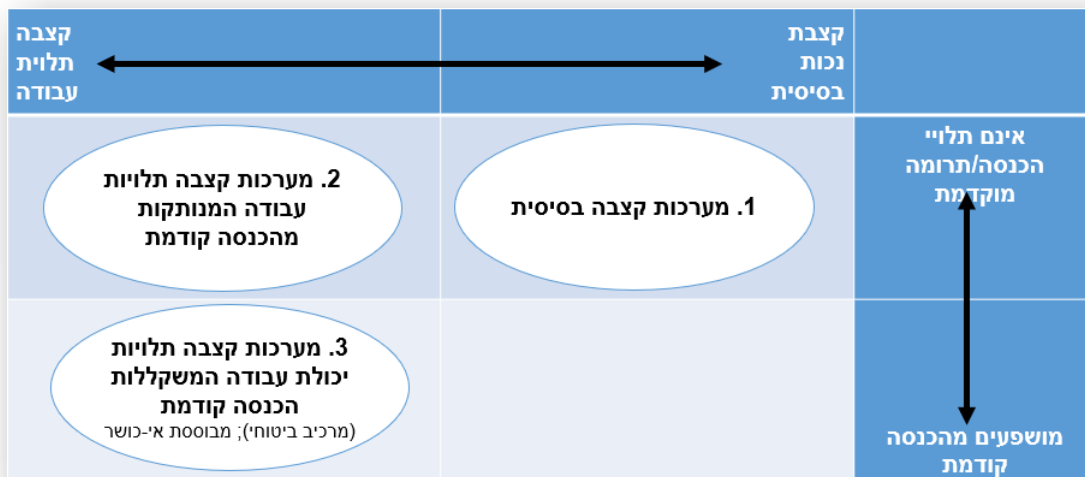 קצבת
נכות
בסיסית
קצבה
תלוית
עבודה
אינם תלויי
הכנסה/תרומה
מוקדמת
1. מערכות קצבה בסיסית
2. מערכות קצבה תלויות
עבודה המנותקות
מהכנסה קודמת
מושפעים מהכנסה
קודמת
3. מערכות קצבה תלויות
יכולת עבודה המשקללות
הכנסה קודמת
(מרכיב ביטוחי); מבוססת אי-כושר